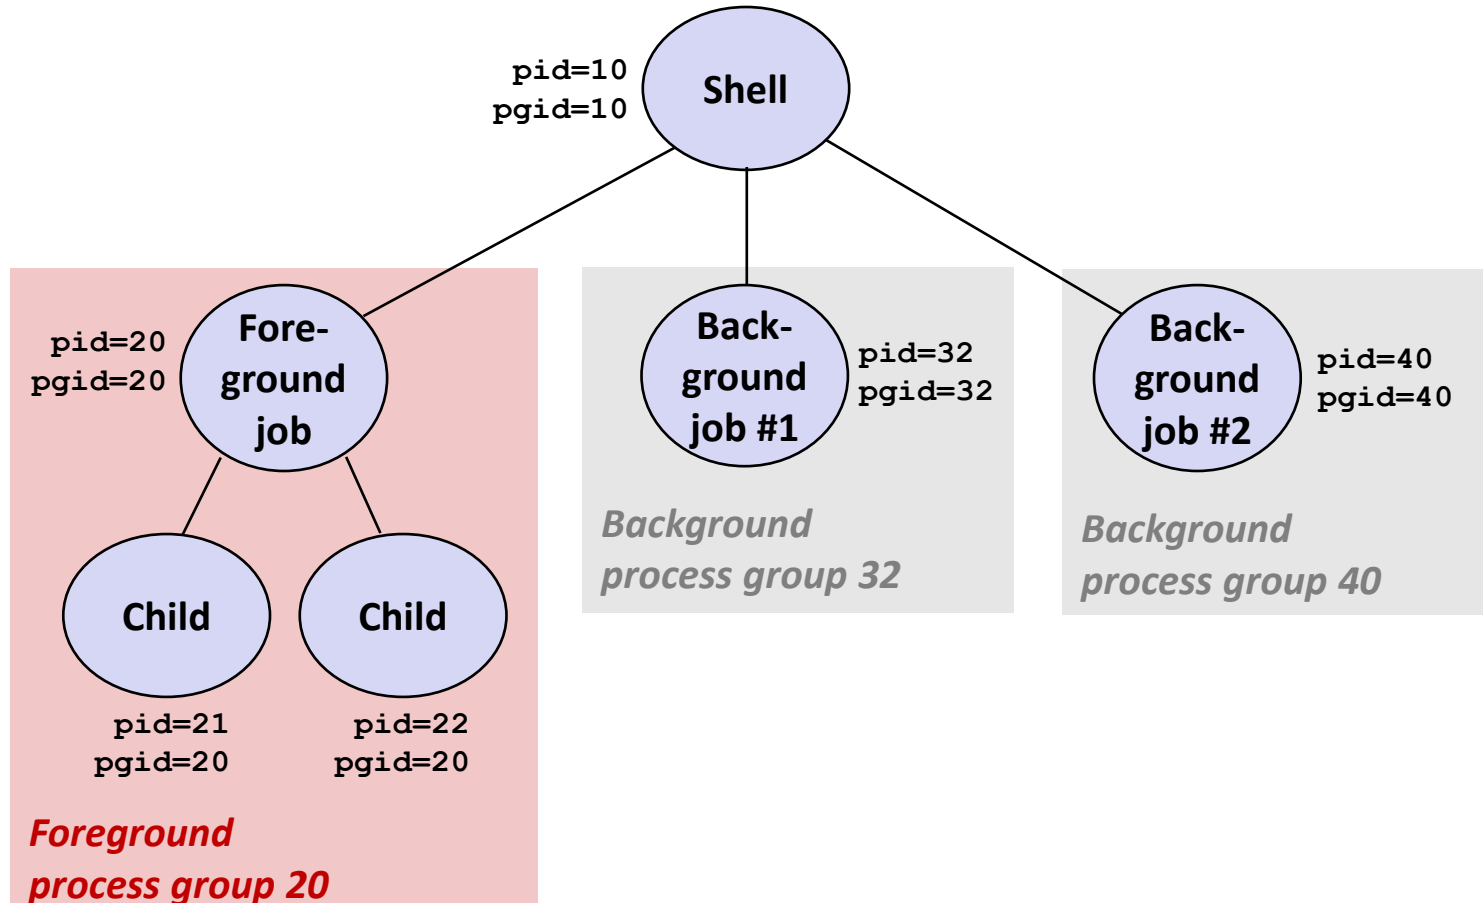 pid=10
pgid=10
Shell
pid=20
pgid=20
Fore-
ground
job
Back-
ground
job #1
pid=32
pgid=32
Back-
ground
job #2
pid=40
pgid=40
Background
process group 32
Background
process group 40
Child
Child
pid=21
pgid=20
pid=22
pgid=20
Foreground
process group 20